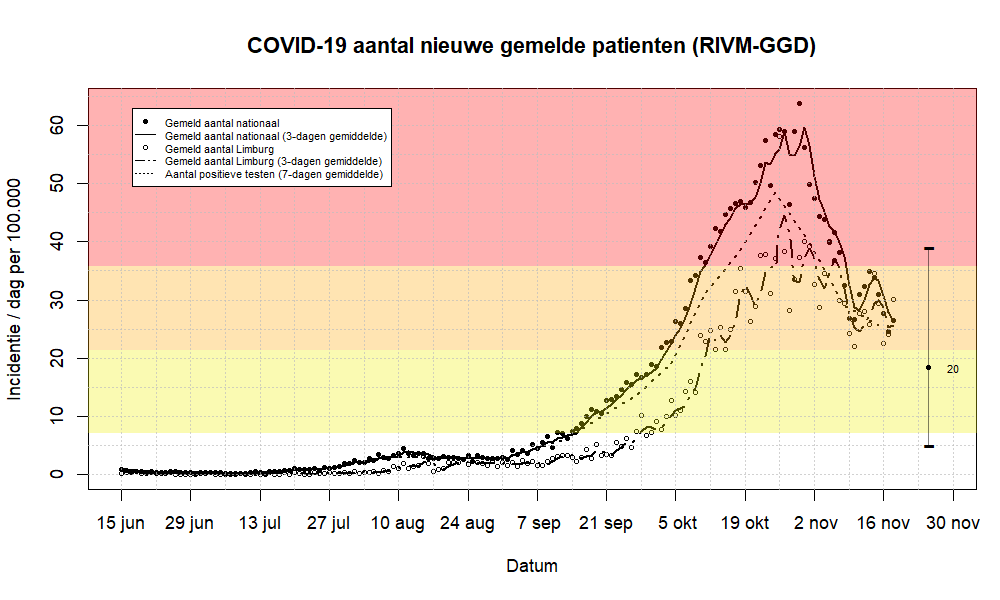 COVID-19 aantal nieuwe gemelde patienten (RIVM-GGD)
Gemeld aantal nationaal
Gemeld aantal nationaal (3-dagen gemiddelde)
Gemeld aantal Limburg
Gemeld aantal Limburg (3-dagen gemiddelde)
Aantal positieve testen (7-dagen gemiddelde)
Incidentie / dag per 100.000
60
50
40
30
20
10
0
20
15 jun 29 jun 13 jul 27 jul 10 aug 24 aug 7 sep 21 sep 5 okt 19 okt 2 nov 16 nov 30 nov
Datum